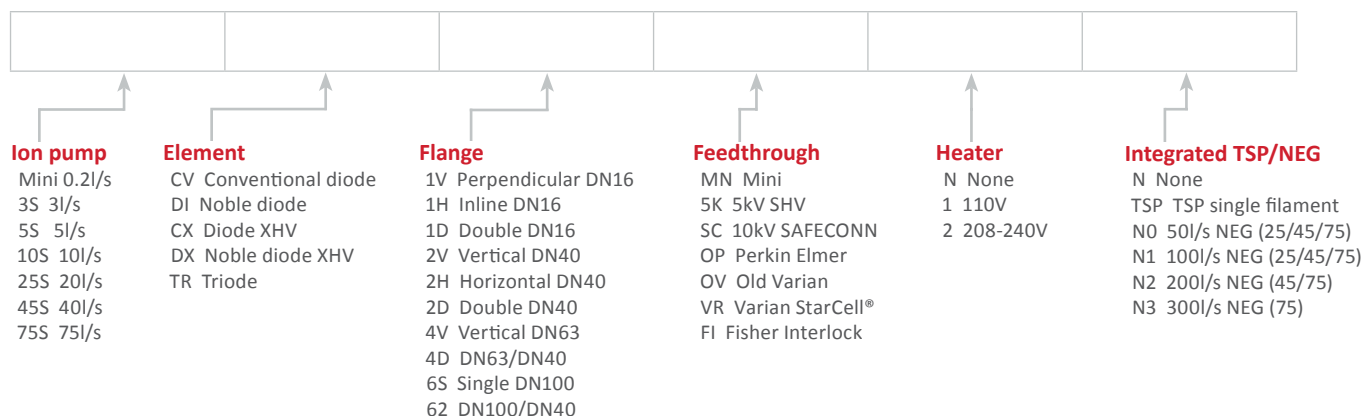 Ion pump
Mini 0.2l/s
3S 3l/s
5S 5l/s
10S 10l/s
25S 20l/s
45S 40l/s
75S 75l/s
Element
CV Conventional diode
DI Noble diode
CX Diode XHV
DX Noble diode XHV
TR Triode
Flange
1V Perpendicular DN16
1H Inline DN16
1D Double DN16
2V Vertical DN40
2H Horizontal DN40
2D Double DN40
4V Vertical DN63
4D DN63/DN40
6S Single DN100
62 DN100/DN40
Feedthrough
MN Mini
5K 5kV SHV
SC 10kV SAFECONN
OP Perkin Elmer
OV Old Varian
VR Varian StarCell®
FI Fisher Interlock
Heater
N None
1 110V
2 208-240V
Integrated TSP/NEG
N None
TSP TSP single filament
N0 50l/s NEG (25/45/75)
N1 100l/s NEG (25/45/75)
N2 200l/s NEG (45/75)
N3 300l/s NEG (75)